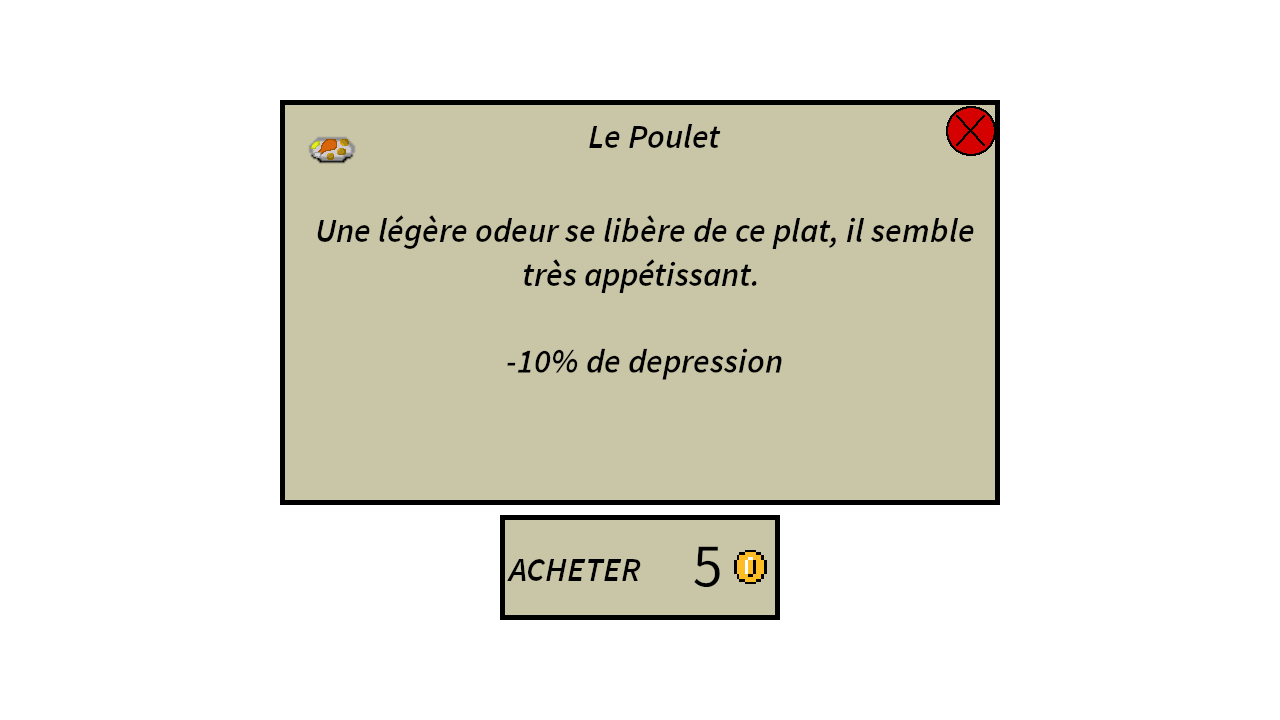 Le Poulet
Une légère odeur se libère de ce plat, il semble
très appétissant.
-10% de depression
ACHETER 5